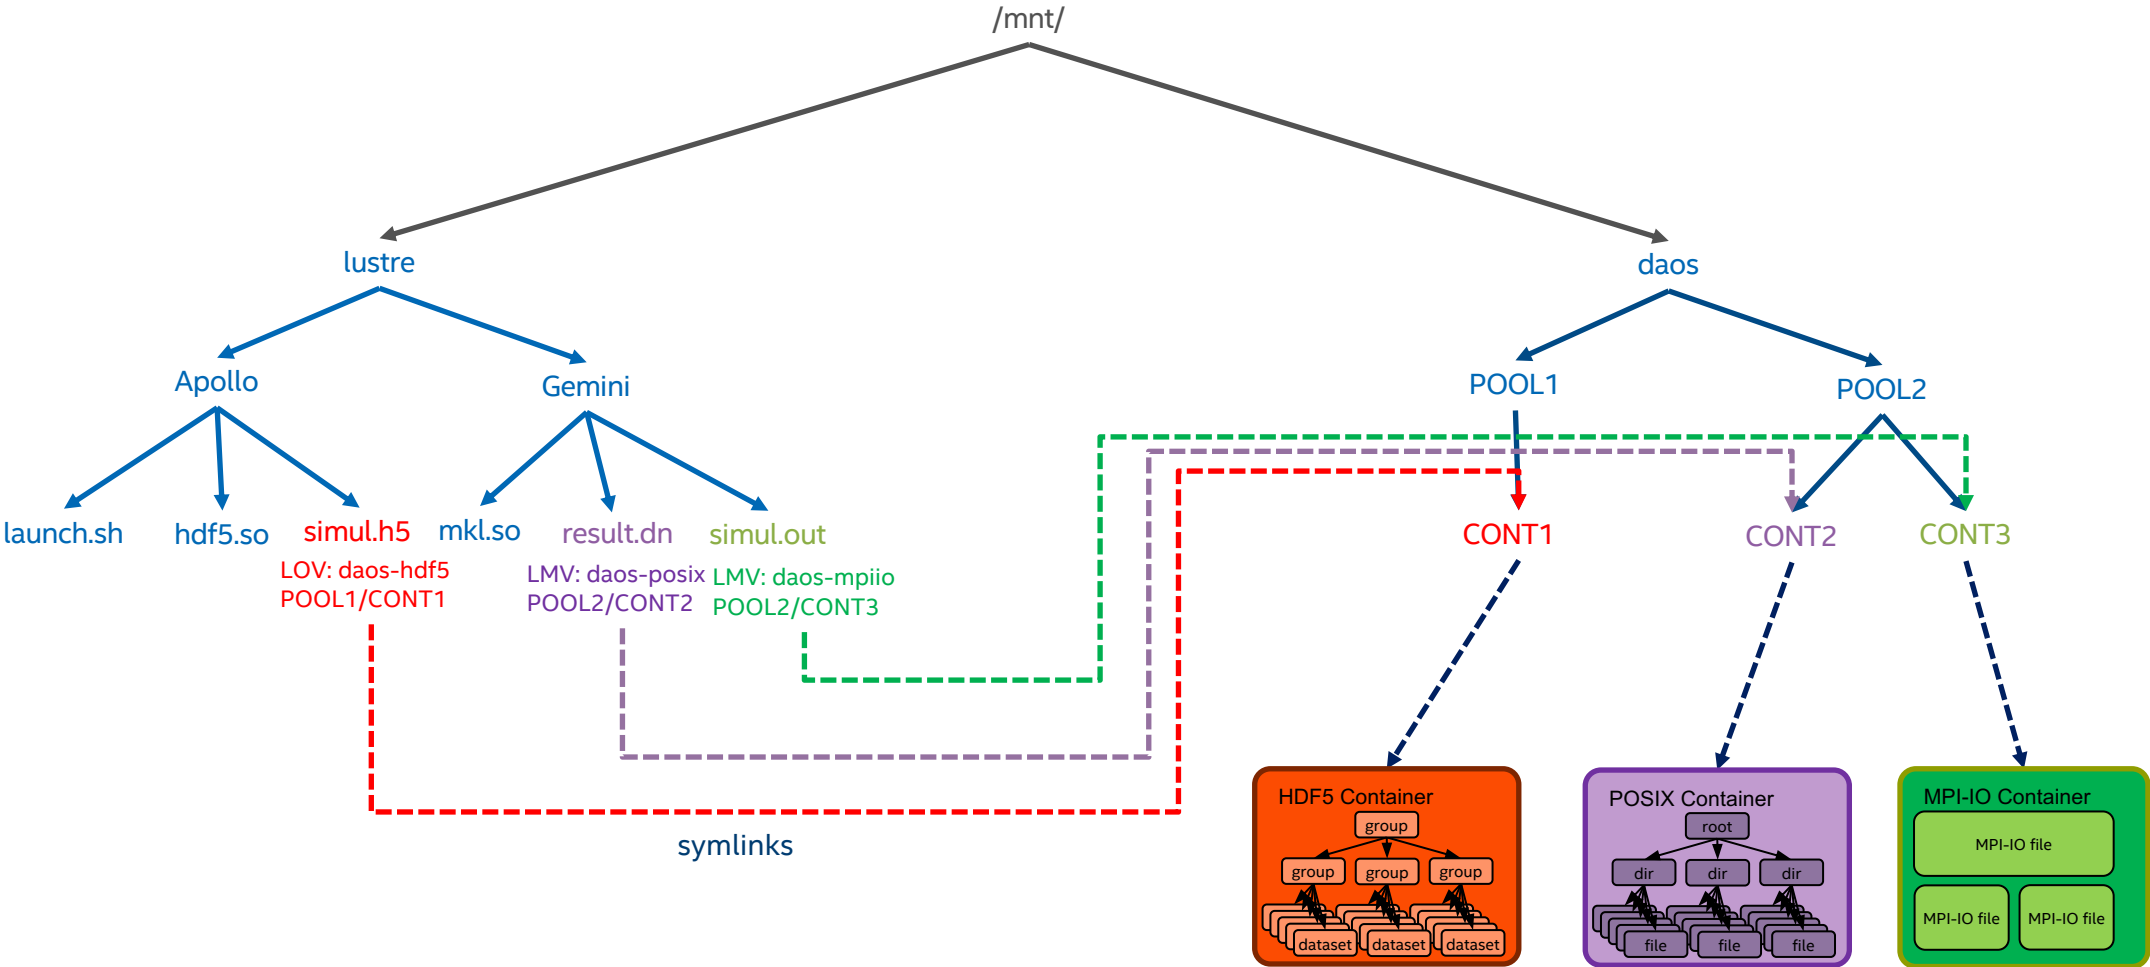 /mnt/
lustre
daos
Apollo
Gemini
POOL1
POOL2
launch.sh
hdf5.so
simul.h5
mkl.so
result.dn
simul.out
CONT1
CONT2
CONT3
LOV: daos-hdf5
POOL1/CONT1
LMV: daos-posix
POOL2/CONT2
LMV: daos-mpiio
POOL2/CONT3
symlinks
HDF5 Container
group
group
group
group
dataset
dataset
dataset
POSIX Container
root
dir
dir
dir
file
file
file
MPI-IO Container
MPI-IO file
MPI-IO file
MPI-IO file